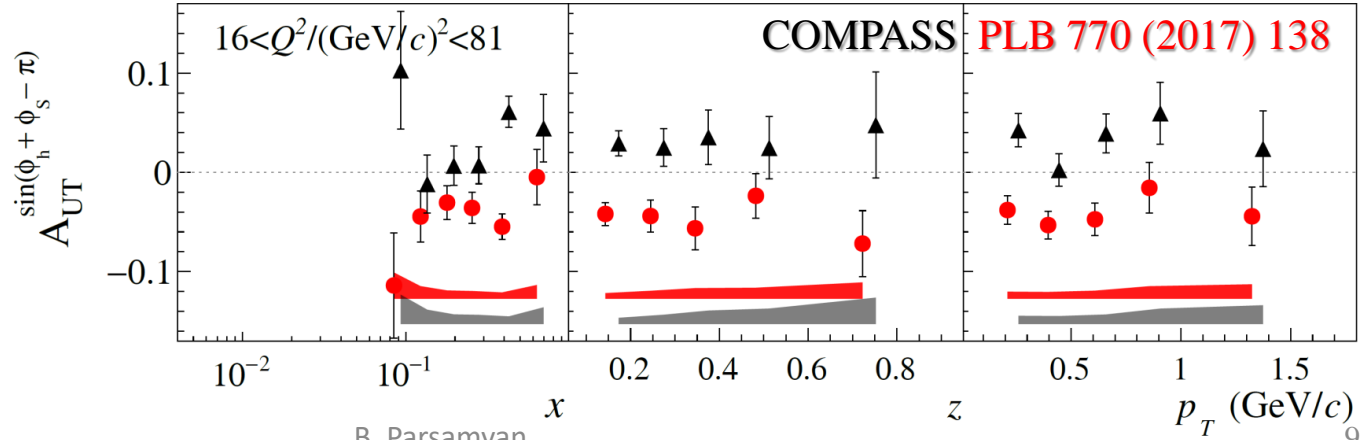 16<Q²/(GeV/c)²<81
COMPASS PLB 770 (2017) 138
A_UT^sin(ϕ_h + ϕ_S − π)
0.1
0
−0.1
10⁻² 10⁻¹
x
0.2 0.4 0.6 0.8
z
0.5 1 1.5
p_T (GeV/c)
B. Parsamyan
9